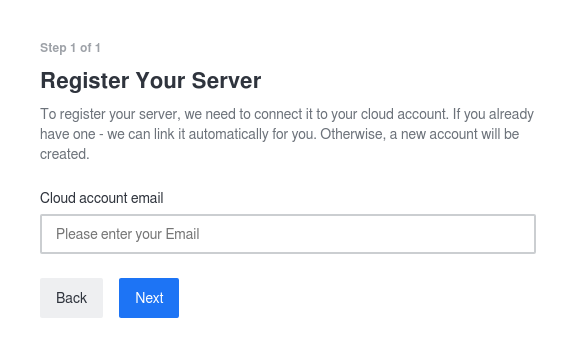 Step 1 of 1
Register Your Server
To register your server, we need to connect it to your cloud account. If you already
have one - we can link it automatically for you. Otherwise, a new account will be
created.
Cloud account email
Please enter your Email
Back Next